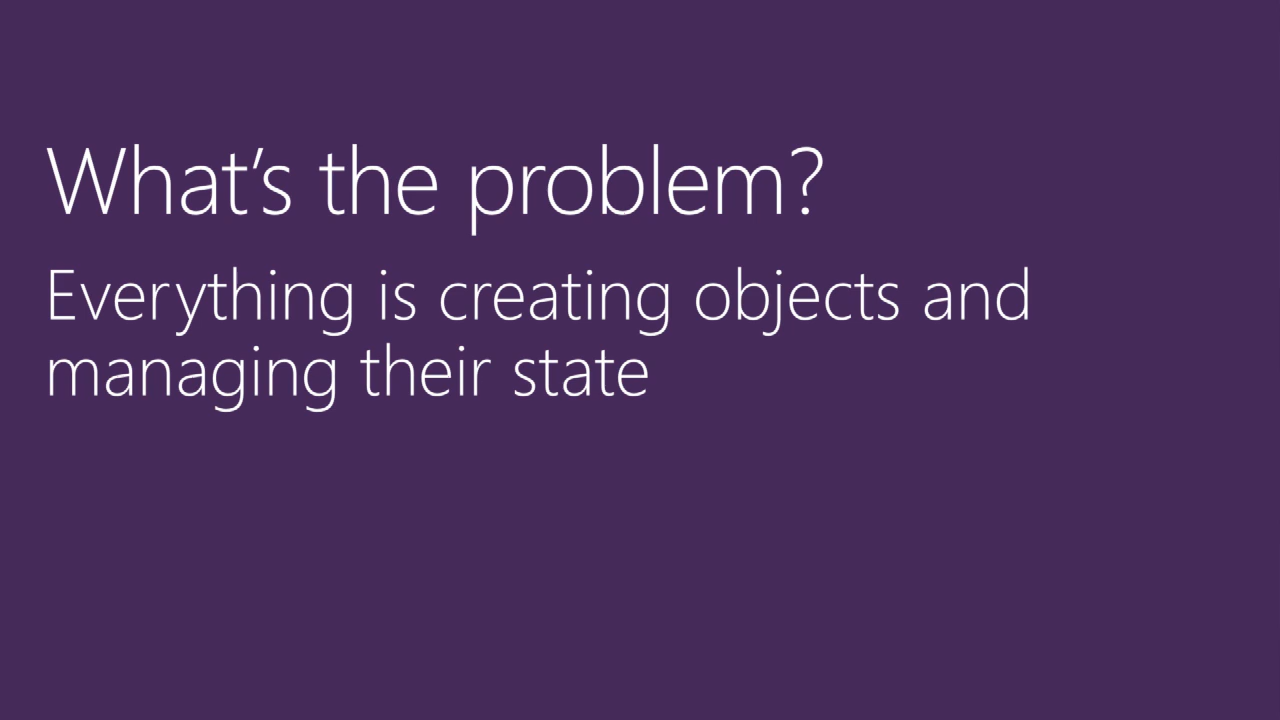 What’s the problem?
Everything is creating objects and
managing their state